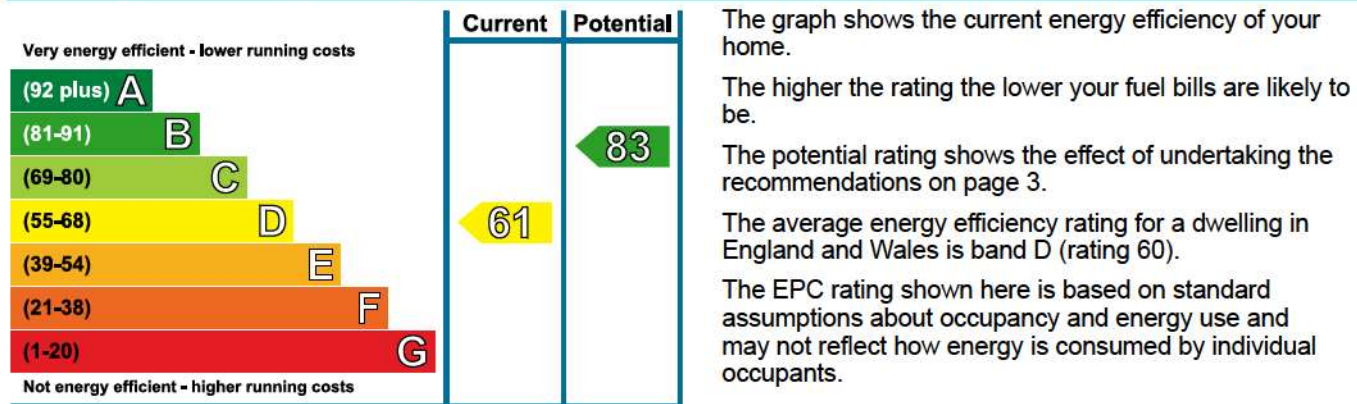 Current Potential
Very energy efficient - lower running costs
(92 plus) A
(81-91) B
83
(69-80) C
(55-68) D
61
(39-54) E
(21-38) F
(1-20) G
Not energy efficient - higher running costs
The graph shows the current energy efficiency of your
home.
The higher the rating the lower your fuel bills are likely to
be.
The potential rating shows the effect of undertaking the
recommendations on page 3.
The average energy efficiency rating for a dwelling in
England and Wales is band D (rating 60).
The EPC rating shown here is based on standard
assumptions about occupancy and energy use and
may not reflect how energy is consumed by individual
occupants.